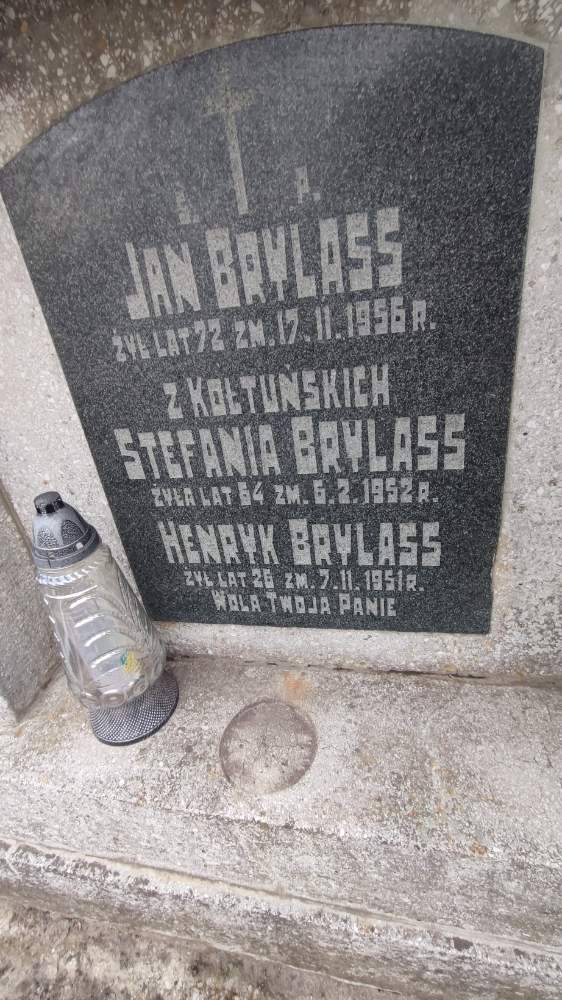 Ś. P.
JAN BRYLASS
ŻYŁ LAT 72 ZM. 17. 11. 1956 R.
Z KOŁTUŃSKICH
STEFANIA BRYLASS
ŻYŁA LAT 64 ZM. 6. 2. 1952 R.
HENRYK BRYLASS
ŻYŁ LAT 26 ZM. 7. 11. 1951 R.
WOLA TWOJA PANIE